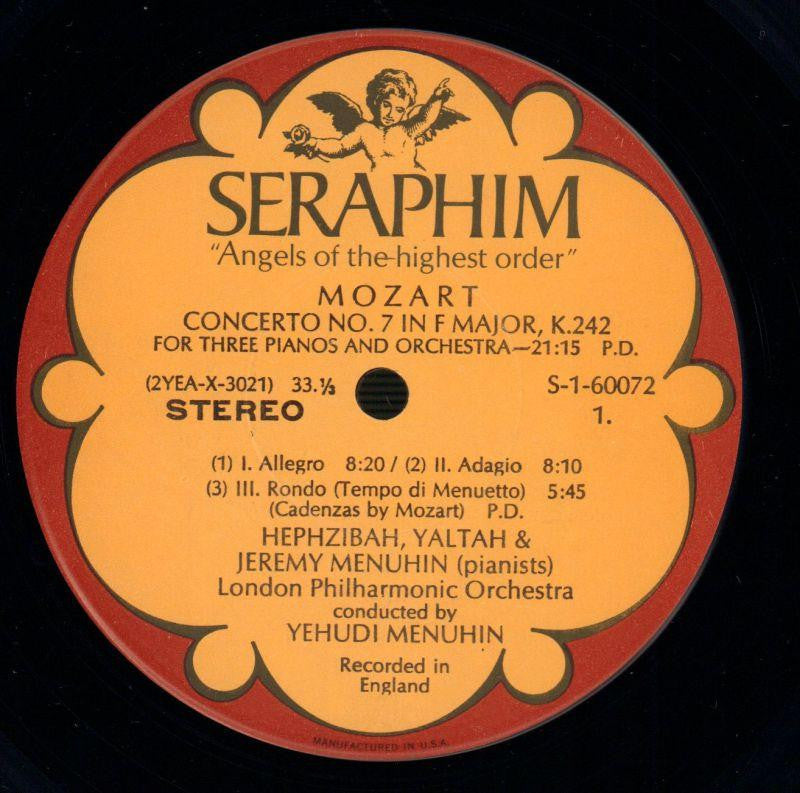 SERAPHIM
"Angels of the highest order"
MOZART
CONCERTO NO. 7 IN F MAJOR, K.242
FOR THREE PIANOS AND ORCHESTRA—21:15 P.D.
(2YEA-X-3021) 33.⅓ S-1-60072
STEREO 1.
(1) I. Allegro 8:20 / (2) II. Adagio 8:10
(3) III. Rondo (Tempo di Menuetto) 5:45
(Cadenzas by Mozart) P.D.
HEPHZIBAH, YALTAH &
JEREMY MENUHIN (pianists)
London Philharmonic Orchestra
conducted by
YEHUDI MENUHIN
Recorded in
England
MANUFACTURED IN U.S.A.